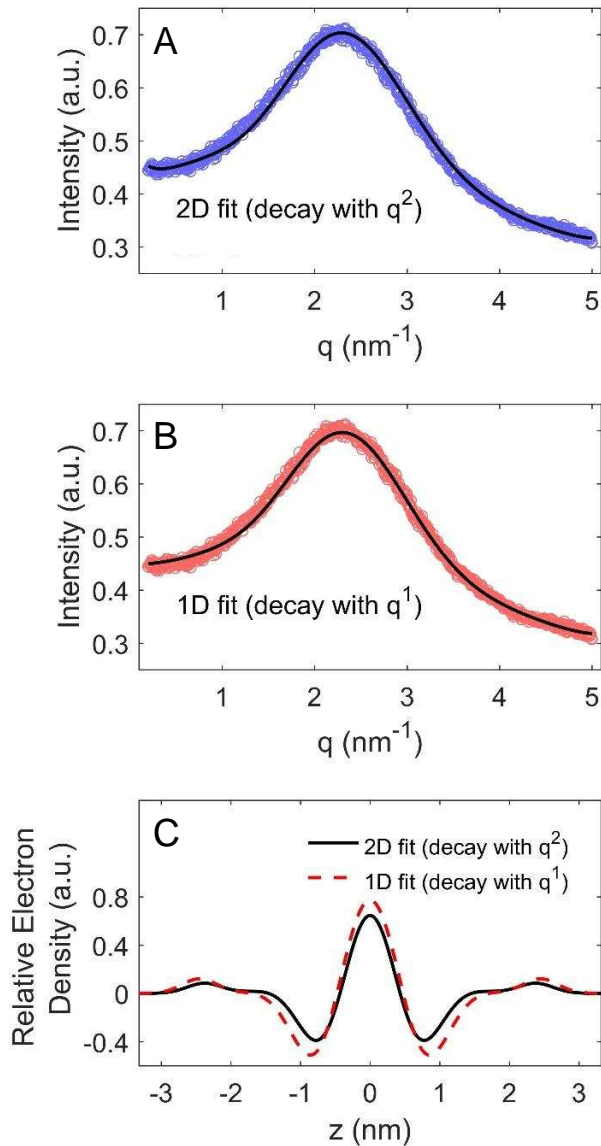 A
Intensity (a.u.)
0.7
0.6
0.5
0.4
0.3
2D fit (decay with q²)
1 2 3 4 5
q (nm⁻¹)
B
Intensity (a.u.)
0.7
0.6
0.5
0.4
0.3
1D fit (decay with q¹)
1 2 3 4 5
q (nm⁻¹)
C
Relative Electron
Density (a.u.)
2D fit (decay with q²)
1D fit (decay with q¹)
0.8
0.4
0
-0.4
-3 -2 -1 0 1 2 3
z (nm)